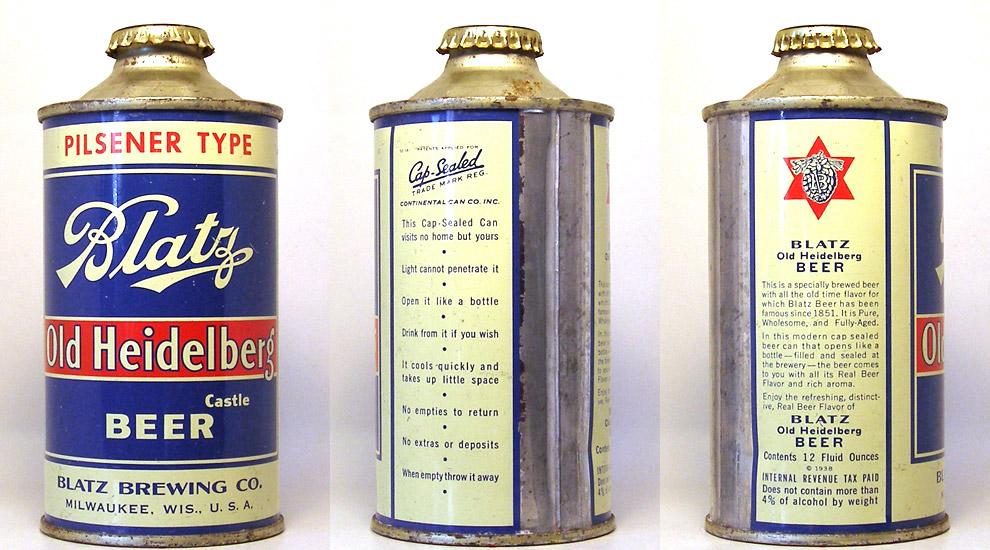 PILSENER TYPE
Blatz
Old Heidelberg
Castle
BEER
BLATZ BREWING CO.
MILWAUKEE, WIS., U.S.A.
PATENTS APPLIED FOR
Cap-Sealed
TRADE MARK REG.
CONTINENTAL CAN CO. INC.
This Cap-Sealed Can
visits no home but yours
•
Light cannot penetrate it
•
Open it like a bottle
•
Drink from it if you wish
•
It cools quickly and
takes up little space
•
No empties to return
•
No extras or deposits
•
When empty throw it away
•
BLATZ
Old Heidelberg
BEER
This is a specially brewed beer
with all the old time flavor for
which Blatz Beer has been
famous since 1851. It is Pure,
Wholesome, and Fully-Aged.
In this modern cap sealed
beer can that opens like a
bottle—filled and sealed at
the brewery—the beer comes
to you with all its Real Beer
Flavor and rich aroma.
Enjoy the refreshing, distinct-
ive, Real Beer Flavor of
BLATZ
Old Heidelberg
BEER
Contents 12 Fluid Ounces
© 1938
INTERNAL REVENUE TAX PAID
Does not contain more than
4% of alcohol by weight